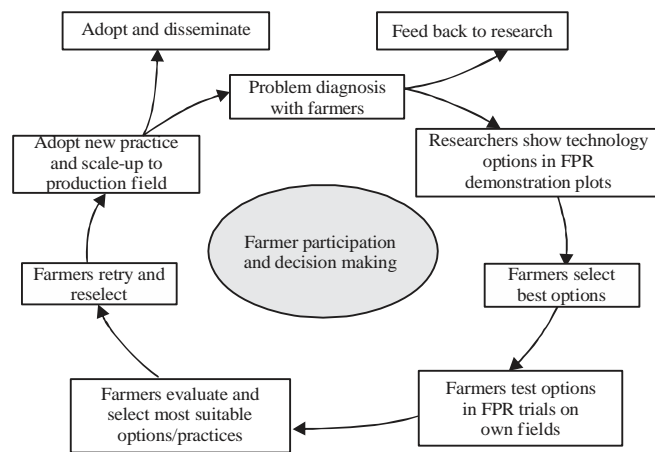 Adopt and disseminate
Feed back to research
Problem diagnosis
with farmers
Adopt new practice
and scale-up to
production field
Researchers show technology
options in FPR
demonstration plots
Farmer participation
and decision making
Farmers retry and
reselect
Farmers select
best options
Farmers evaluate and
select most suitable
options/practices
Farmers test options
in FPR trials on
own fields